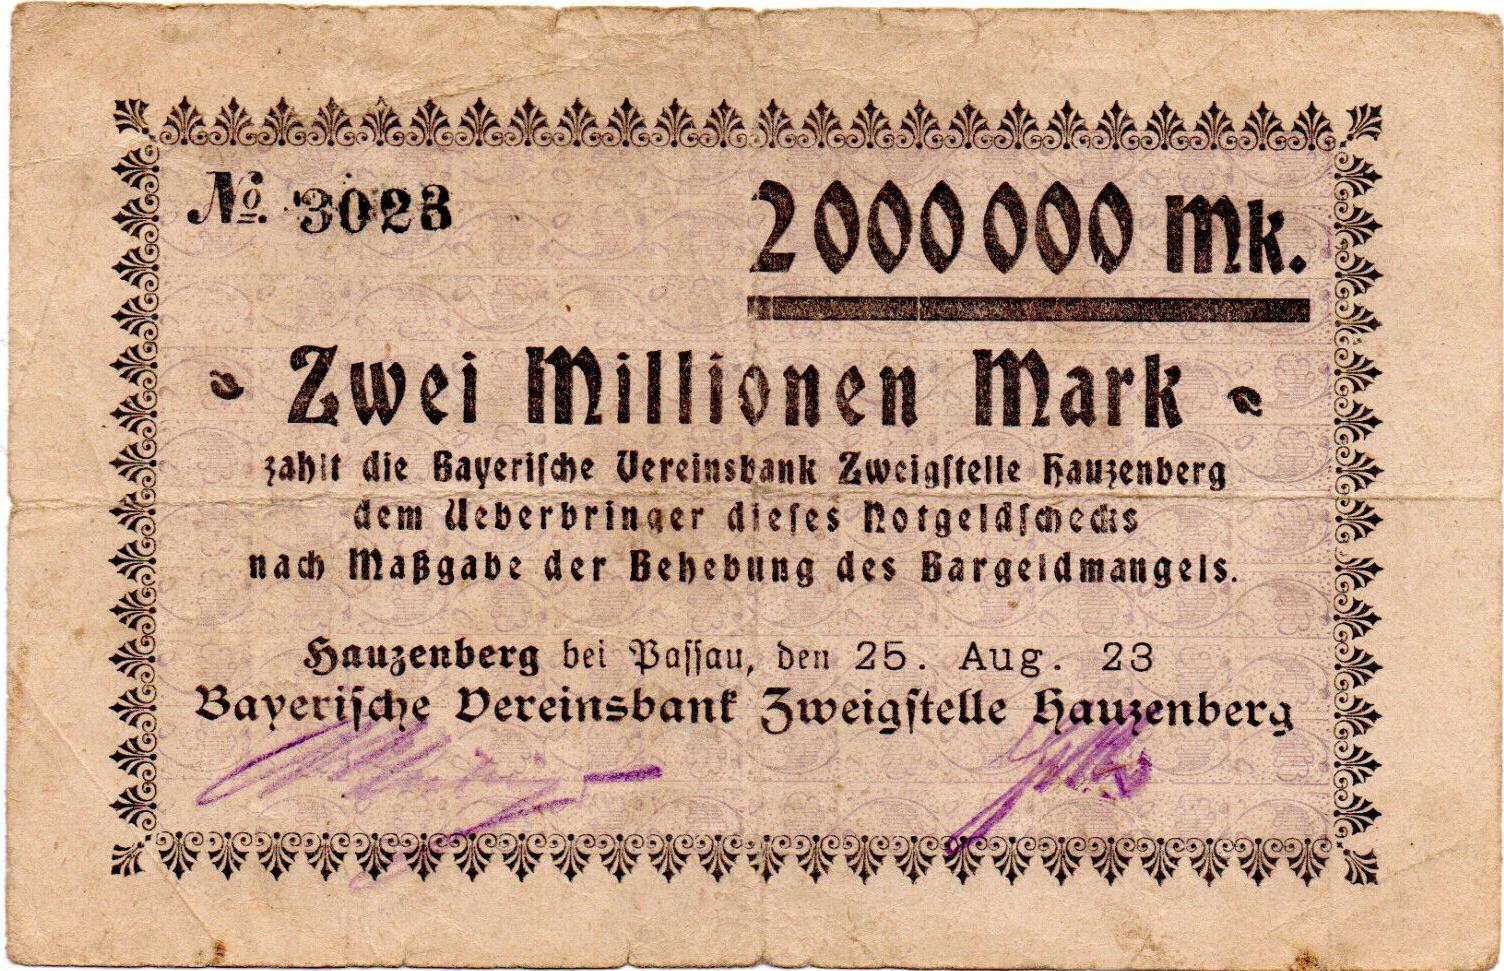 No. 3023
2000000 Mk.
Zwei Millionen Mark
zahlt die Bayerische Vereinsbank Zweigstelle Hauzenberg
dem Ueberbringer dieses Notgeldschecks
nach Maßgabe der Behebung des Bargeldmangels.
Hauzenberg bei Passau, den 25. Aug. 23
Bayerische Vereinsbank Zweigstelle Hauzenberg